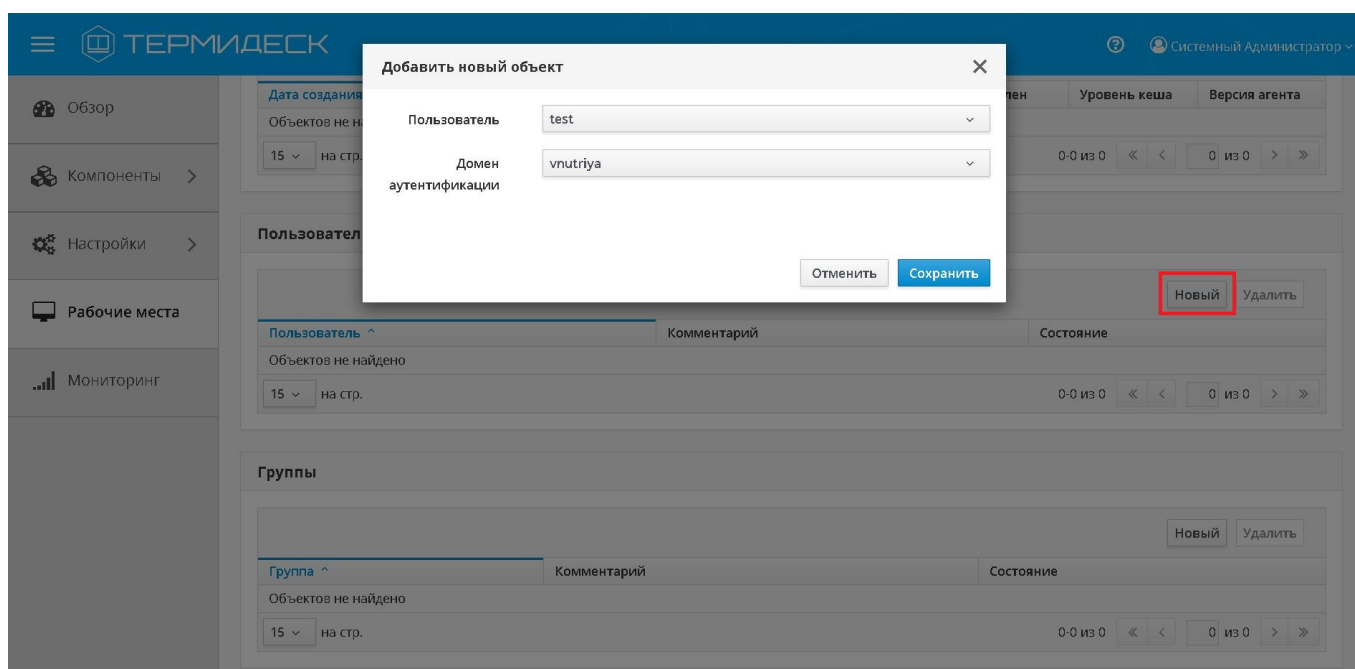 ТЕРМИДЕСК
Системный Администратор
Обзор
Компоненты
Настройки
Рабочие места
Мониторинг
Добавить новый объект
Пользователь test
Домен аутентификации vnutriya
Отменить Сохранить
Дата создания Уровень кеша Версия агента
Объектов не
15 на стр. 0-0 из 0 0 из 0
Новый Удалить
Пользователь Комментарий Состояние
Объектов не найдено
15 на стр. 0-0 из 0 0 из 0
Группы
Новый Удалить
Группа Комментарий Состояние
Объектов не найдено
15 на стр. 0-0 из 0 0 из 0